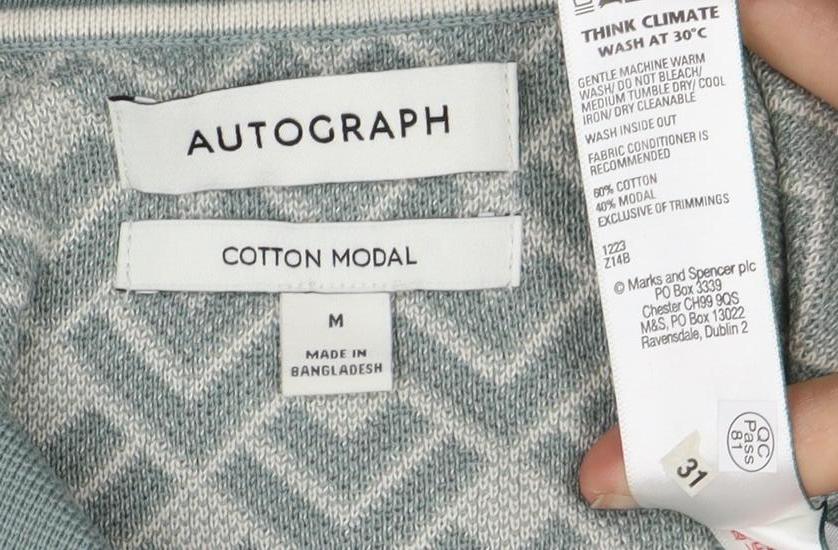 AUTOGRAPH
COTTON MODAL
M
MADE IN
BANGLADESH
THINK CLIMATE
WASH AT 30°C
GENTLE MACHINE WARM
WASH/ DO NOT BLEACH/
MEDIUM TUMBLE DRY/ COOL
IRON/ DRY CLEANABLE
WASH INSIDE OUT
FABRIC CONDITIONER IS
RECOMMENDED
60% COTTON
40% MODAL
EXCLUSIVE OF TRIMMINGS
1223
Z14B
© Marks and Spencer plc
PO Box 3339
Chester CH99 9QS
M&S, PO Box 13022
Ravensdale, Dublin 2
QC
Pass
81
31